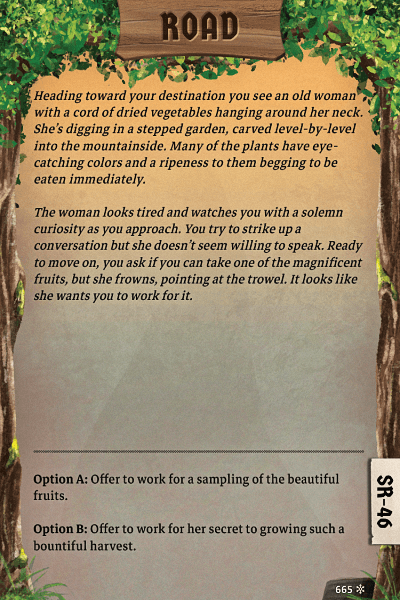 ROAD
Heading toward your destination you see an old woman
with a cord of dried vegetables hanging around her neck.
She's digging in a stepped garden, carved level-by-level
into the mountainside. Many of the plants have eye-
catching colors and a ripeness to them begging to be
eaten immediately.
The woman looks tired and watches you with a solemn
curiosity as you approach. You try to strike up a
conversation but she doesn't seem willing to speak. Ready
to move on, you ask if you can take one of the magnificent
fruits, but she frowns, pointing at the trowel. It looks like
she wants you to work for it.
Option A: Offer to work for a sampling of the beautiful
fruits.
Option B: Offer to work for her secret to growing such a
bountiful harvest.
SR-46
665 ✻